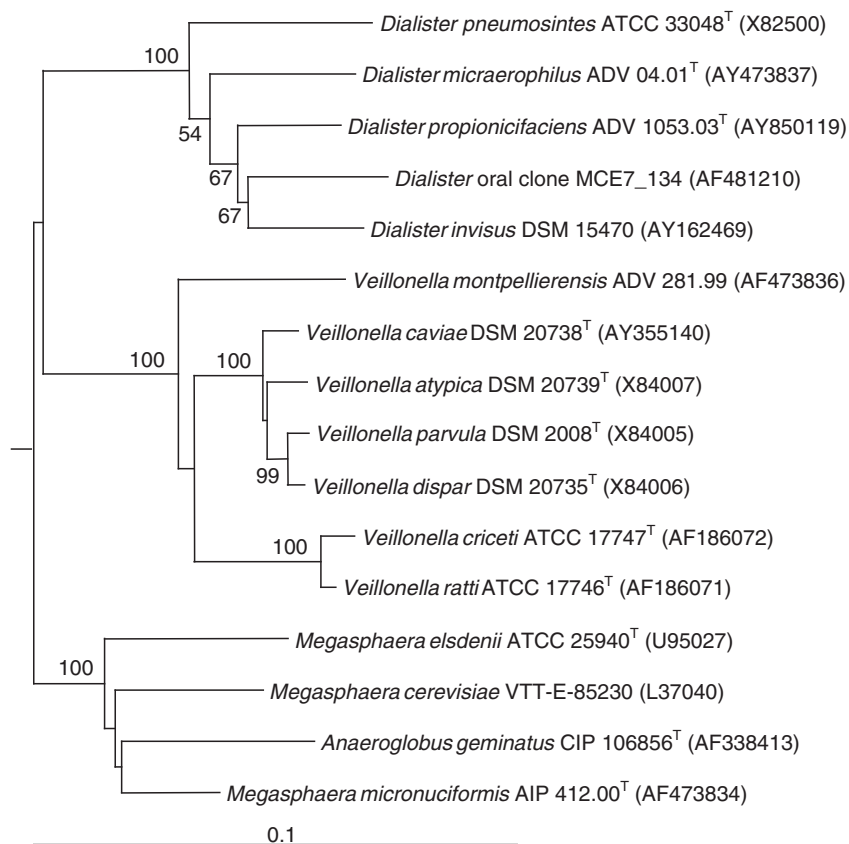 Dialister pneumosintes ATCC 33048ᵀ (X82500)
100
Dialister micraerophilus ADV 04.01ᵀ (AY473837)
54
Dialister propionicifaciens ADV 1053.03ᵀ (AY850119)
67
Dialister oral clone MCE7_134 (AF481210)
67
Dialister invisus DSM 15470 (AY162469)
Veillonella montpellierensis ADV 281.99 (AF473836)
Veillonella caviae DSM 20738ᵀ (AY355140)
100
100
Veillonella atypica DSM 20739ᵀ (X84007)
Veillonella parvula DSM 2008ᵀ (X84005)
99
Veillonella dispar DSM 20735ᵀ (X84006)
Veillonella criceti ATCC 17747ᵀ (AF186072)
100
Veillonella ratti ATCC 17746ᵀ (AF186071)
Megasphaera elsdenii ATCC 25940ᵀ (U95027)
100
Megasphaera cerevisiae VTT-E-85230 (L37040)
Anaeroglobus geminatus CIP 106856ᵀ (AF338413)
Megasphaera micronuciformis AIP 412.00ᵀ (AF473834)
0.1